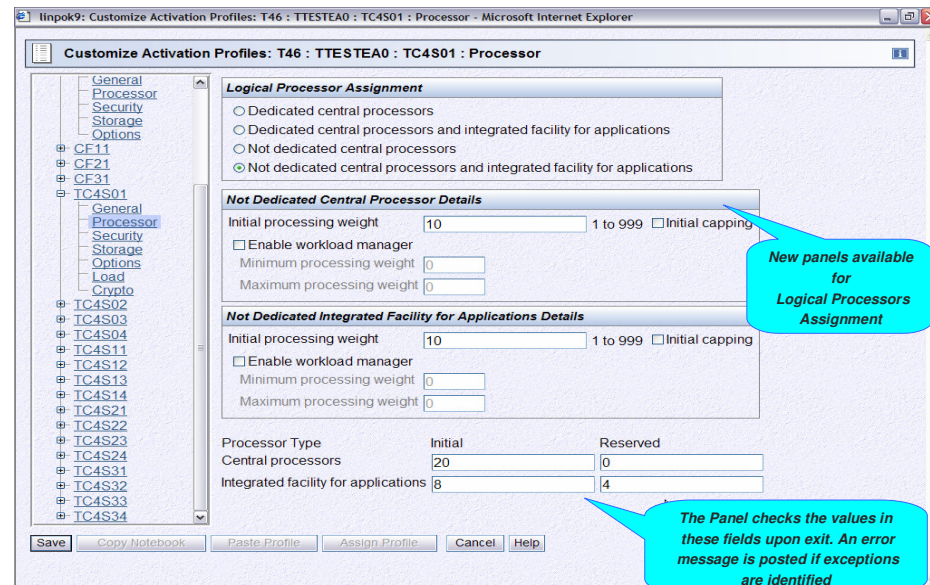 linpok9: Customize Activation Profiles: T46 : TTESTEA0 : TC4S01 : Processor - Microsoft Internet Explorer
Customize Activation Profiles: T46 : TTESTEA0 : TC4S01 : Processor
General
Processor
Security
Storage
Options
CF11
CF21
CF31
TC4S01
General
Processor
Security
Storage
Options
Load
Crypto
TC4S02
TC4S03
TC4S04
TC4S11
TC4S12
TC4S13
TC4S14
TC4S21
TC4S22
TC4S23
TC4S24
TC4S31
TC4S32
TC4S33
TC4S34
Logical Processor Assignment
Dedicated central processors
Dedicated central processors and integrated facility for applications
Not dedicated central processors
Not dedicated central processors and integrated facility for applications
Not Dedicated Central Processor Details
Initial processing weight 10 1 to 999 Initial capping
Enable workload manager
Minimum processing weight 0
Maximum processing weight 0
New panels available
for
Logical Processors
Assignment
Not Dedicated Integrated Facility for Applications Details
Initial processing weight 10 1 to 999 Initial capping
Enable workload manager
Minimum processing weight 0
Maximum processing weight 0
Processor Type Initial Reserved
Central processors 20 0
Integrated facility for applications 8 4
The Panel checks the values in
these fields upon exit. An error
message is posted if exceptions
are identified
Save Copy Notebook Paste Profile Assign Profile Cancel Help